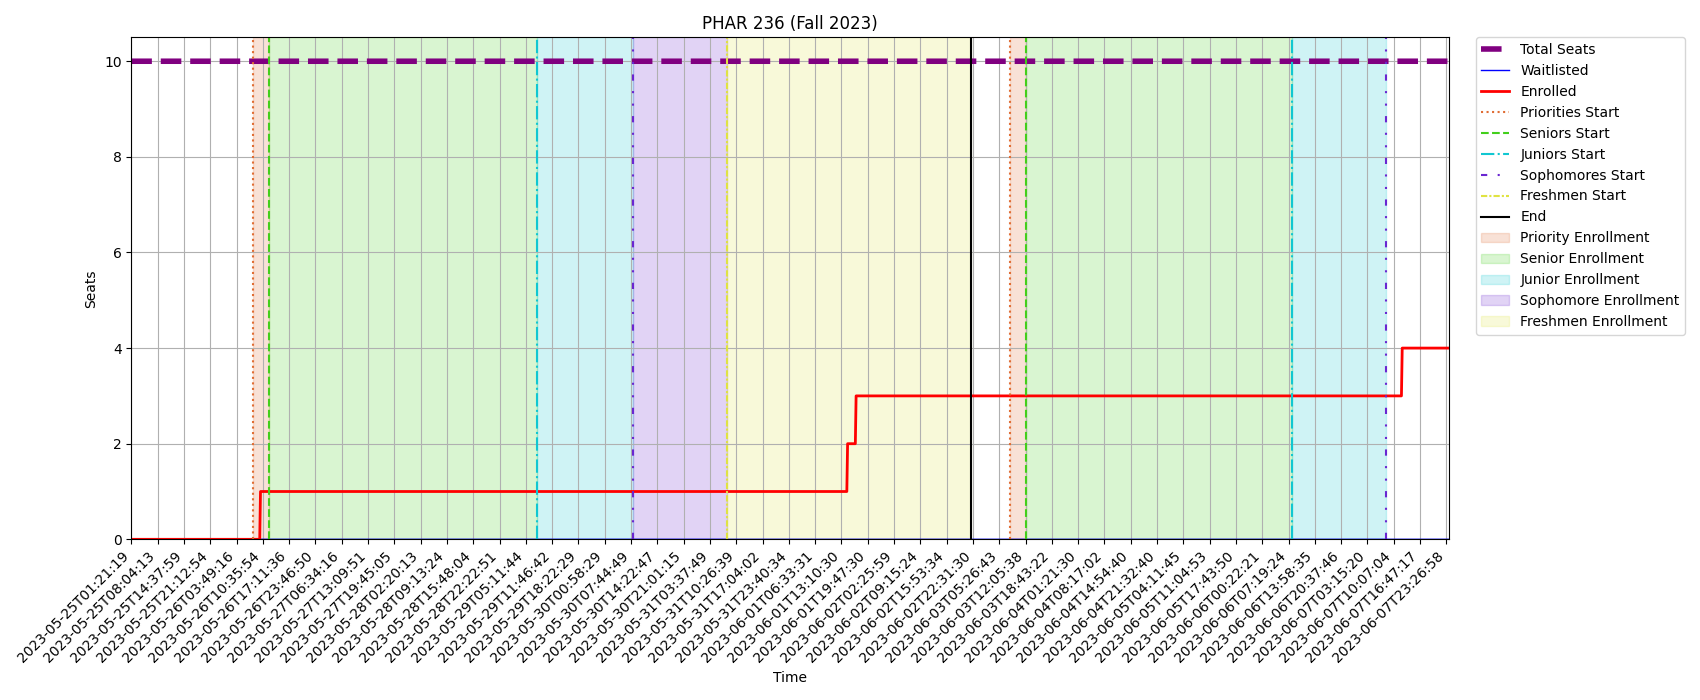 PHAR 236 (Fall 2023)
10
8
6
4
2
0
Seats
2023-05-25T01:21:19
2023-05-25T08:04:13
2023-05-25T14:37:59
2023-05-25T21:12:54
2023-05-26T03:49:16
2023-05-26T10:35:54
2023-05-26T17:11:36
2023-05-26T23:46:50
2023-05-27T06:34:16
2023-05-27T13:09:51
2023-05-27T19:45:05
2023-05-28T02:20:13
2023-05-28T09:13:24
2023-05-28T15:48:04
2023-05-28T22:22:51
2023-05-29T05:11:44
2023-05-29T11:46:42
2023-05-29T18:22:29
2023-05-30T00:58:29
2023-05-30T07:44:49
2023-05-30T14:22:47
2023-05-30T21:01:15
2023-05-31T03:37:49
2023-05-31T10:26:39
2023-05-31T17:04:02
2023-05-31T23:40:34
2023-06-01T06:33:31
2023-06-01T13:10:30
2023-06-01T19:47:30
2023-06-02T02:25:59
2023-06-02T09:15:24
2023-06-02T15:53:34
2023-06-02T22:31:30
2023-06-03T05:26:43
2023-06-03T12:05:38
2023-06-03T18:43:22
2023-06-04T01:21:30
2023-06-04T08:17:02
2023-06-04T14:54:40
2023-06-04T21:32:40
2023-06-05T04:11:45
2023-06-05T11:04:53
2023-06-05T17:43:50
2023-06-06T00:22:21
2023-06-06T07:19:24
2023-06-06T13:58:35
2023-06-06T20:37:46
2023-06-07T03:15:20
2023-06-07T10:07:04
2023-06-07T16:47:17
2023-06-07T23:26:58
Time
Total Seats
Waitlisted
Enrolled
Priorities Start
Seniors Start
Juniors Start
Sophomores Start
Freshmen Start
End
Priority Enrollment
Senior Enrollment
Junior Enrollment
Sophomore Enrollment
Freshmen Enrollment